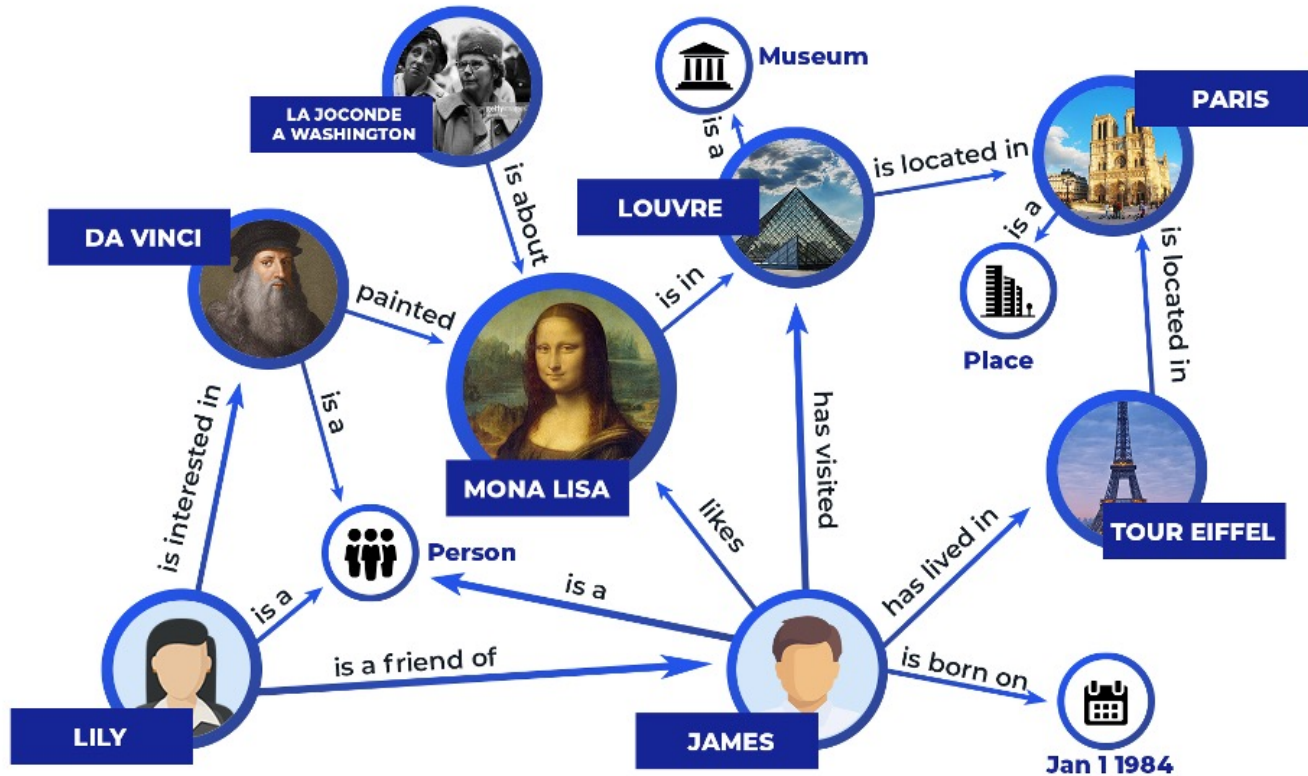 Museum
PARIS
LA JOCONDE
A WASHINGTON
gettyimages
is a
is located in
LOUVRE
is about
is a
DA VINCI
is located in
painted
is in
Place
is a
is interested in
has visited
MONA LISA
likes
TOUR EIFFEL
Person
has lived in
is a
is a
is a friend of
is born on
LILY
JAMES
Jan 1 1984